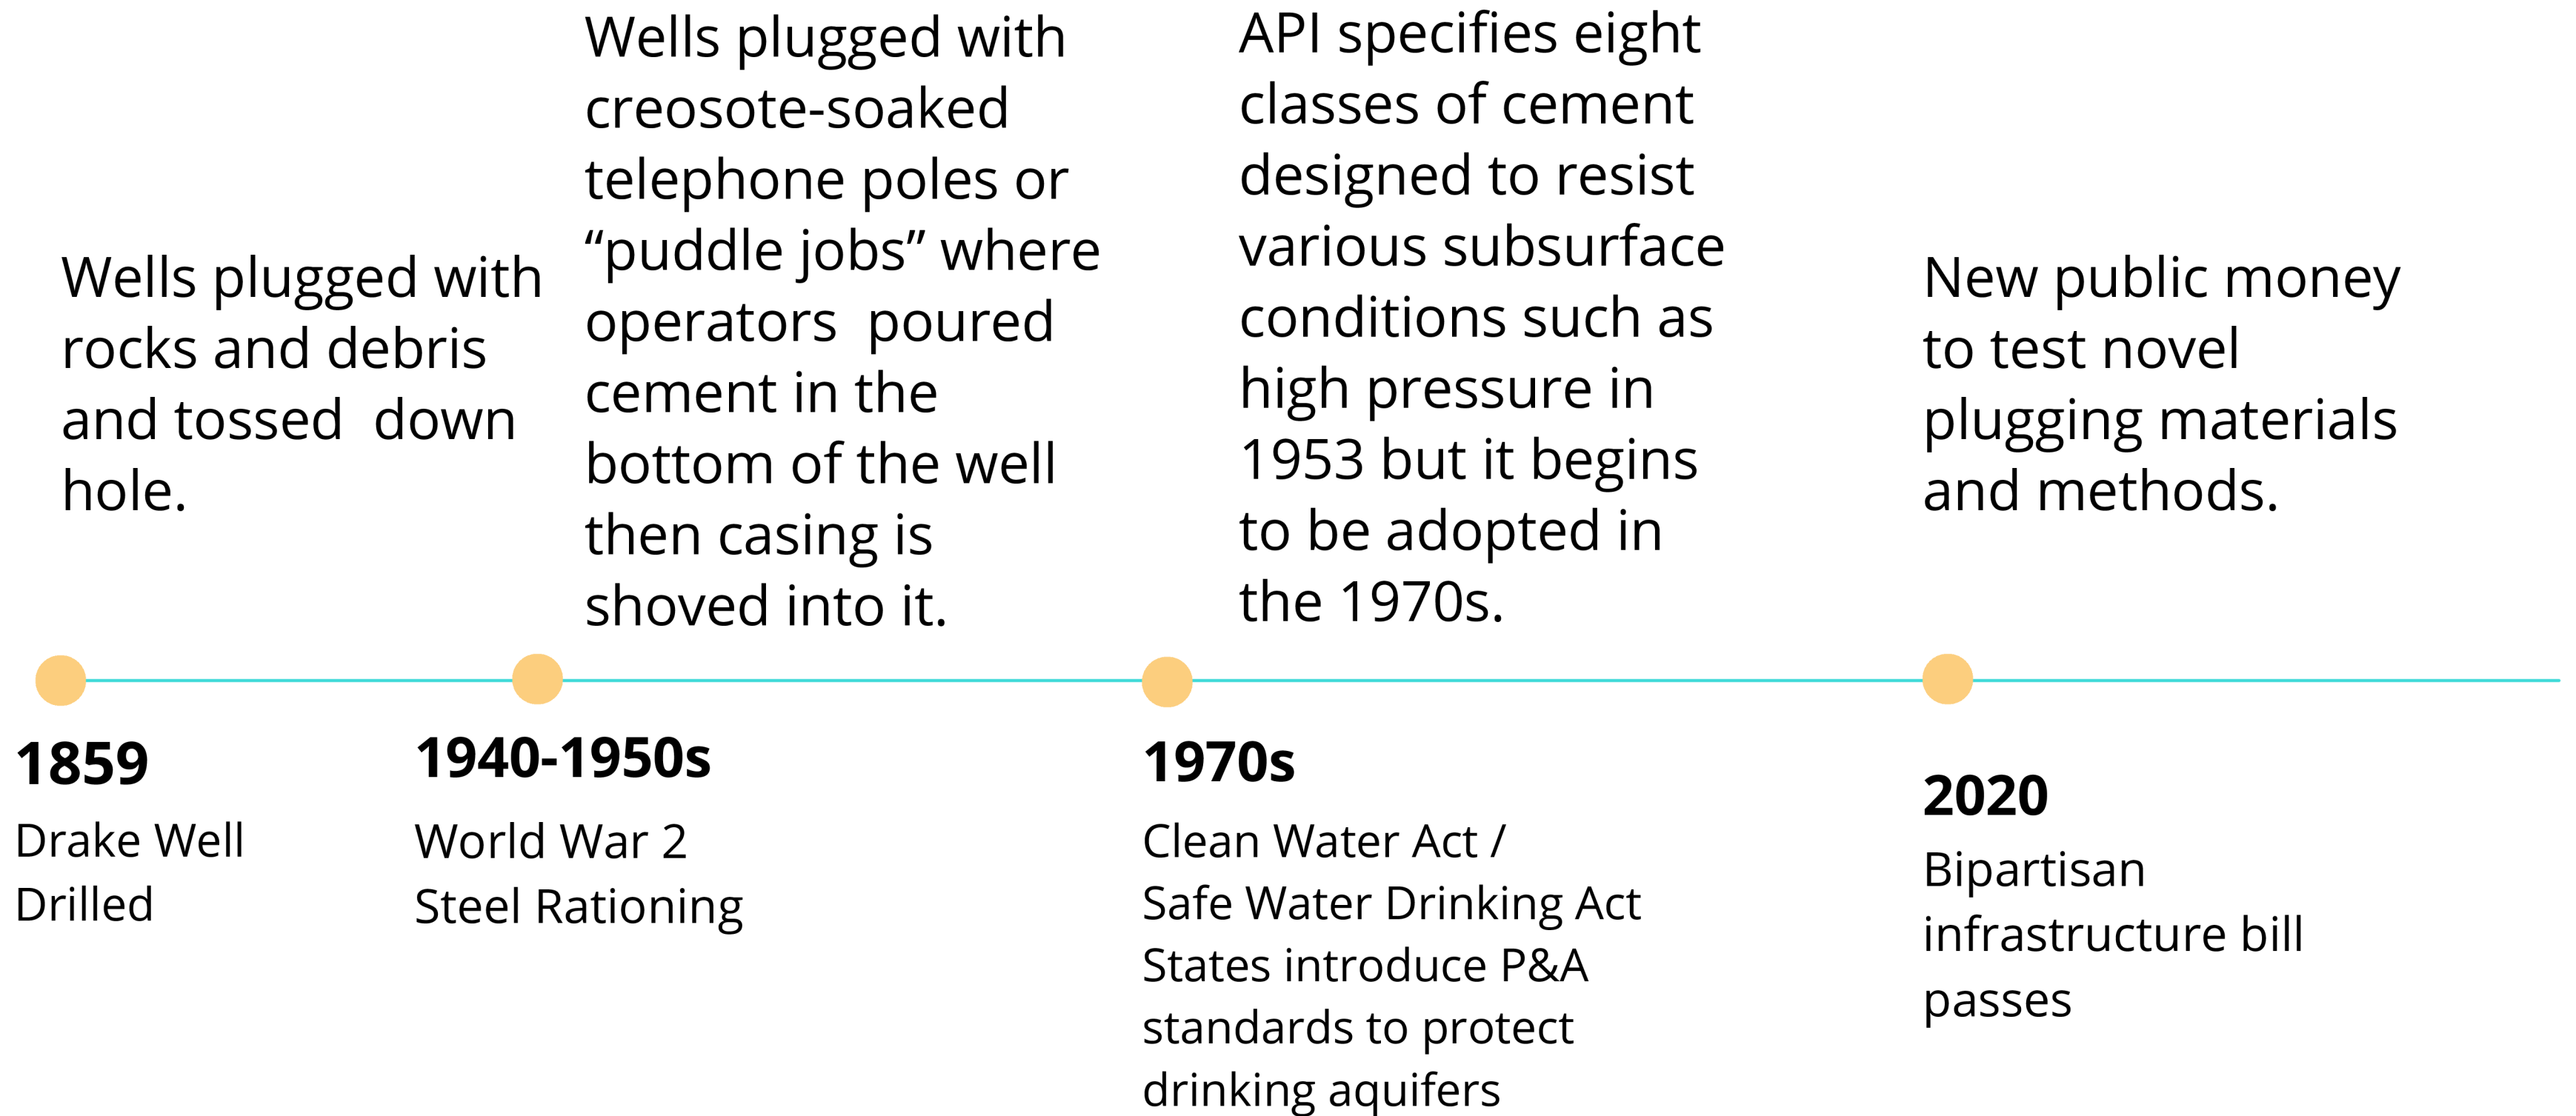 Wells plugged with
rocks and debris
and tossed  down
hole.
Wells plugged with
creosote-soaked
telephone poles or
“puddle jobs” where
operators  poured
cement in the
bottom of the well
then casing is
shoved into it.
API specifies eight
classes of cement
designed to resist
various subsurface
conditions such as
high pressure in
1953 but it begins
to be adopted in
the 1970s.
New public money
to test novel
plugging materials
and methods.
1859
Drake Well
Drilled
1940-1950s
World War 2
Steel Rationing
1970s
Clean Water Act /
Safe Water Drinking Act
States introduce P&A
standards to protect
drinking aquifers
2020
Bipartisan
infrastructure bill
passes